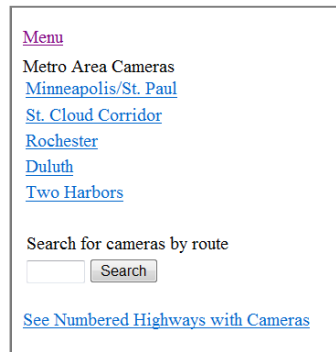 Menu
Metro Area Cameras
Minneapolis/St. Paul
St. Cloud Corridor
Rochester
Duluth
Two Harbors
Search for cameras by route
Search
See Numbered Highways with Cameras